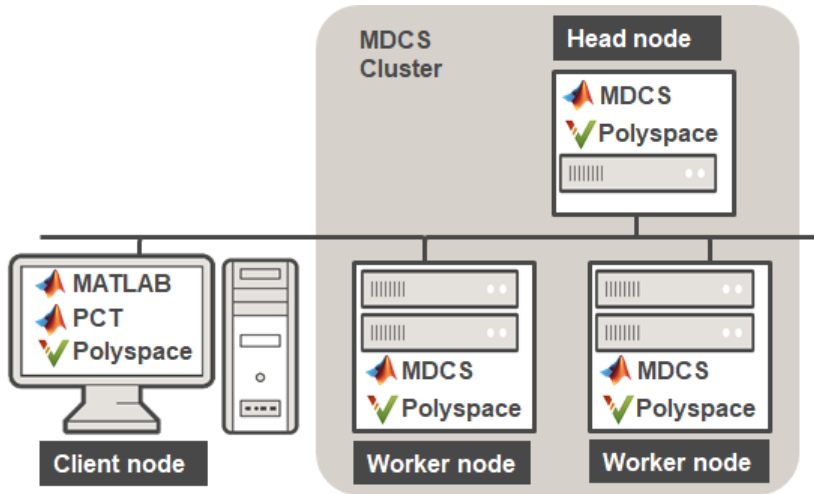 MDCS
Cluster
Head node
MDCS
Polyspace
MATLAB
PCT
Polyspace
Client node
MDCS
Polyspace
Worker node
MDCS
Polyspace
Worker node